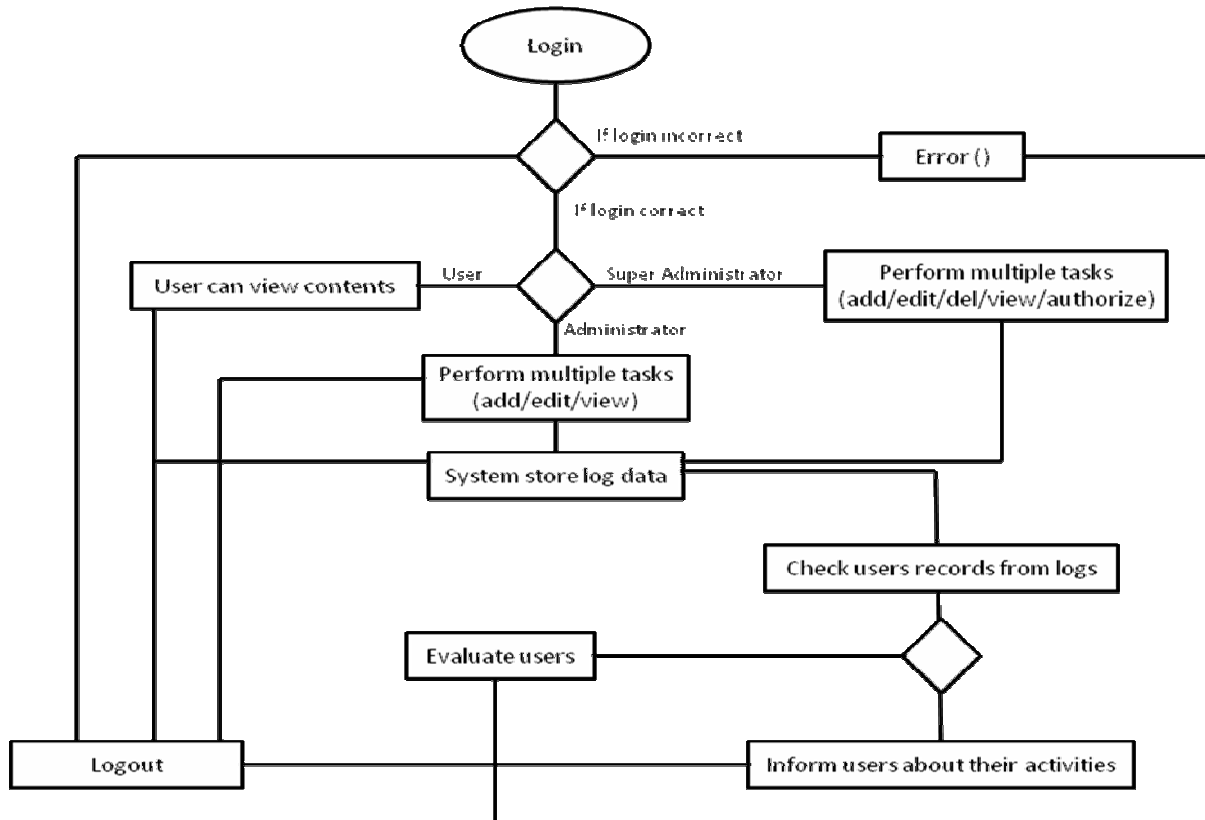 Login
If login incorrect
Error ()
If login correct
User can view contents
User
Super Administrator
Perform multiple tasks
(add/edit/del/view/authorize)
Administrator
Perform multiple tasks
(add/edit/view)
System store log data
Check users records from logs
Evaluate users
Logout
Inform users about their activities